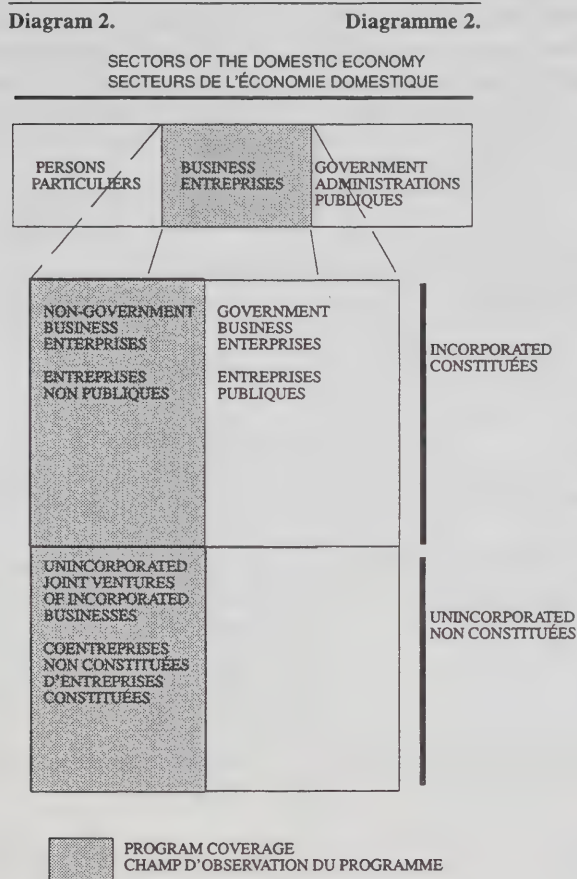 Diagram 2. Diagramme 2.
SECTORS OF THE DOMESTIC ECONOMY
SECTEURS DE L'ÉCONOMIE DOMESTIQUE
PERSONS
PARTICULIERS
BUSINESS
ENTREPRISES
GOVERNMENT
ADMINISTRATIONS
PUBLIQUES
NON-GOVERNMENT
BUSINESS
ENTERPRISES
ENTREPRISES
NON PUBLIQUES
GOVERNMENT
BUSINESS
ENTERPRISES
ENTREPRISES
PUBLIQUES
INCORPORATED
CONSTITUÉES
UNINCORPORATED
JOINT VENTURES
OF INCORPORATED
BUSINESSES
COENTREPRISES
NON CONSTITUÉES
D'ENTREPRISES
CONSTITUÉES
UNINCORPORATED
NON CONSTITUÉES
PROGRAM COVERAGE
CHAMP D'OBSERVATION DU PROGRAMME